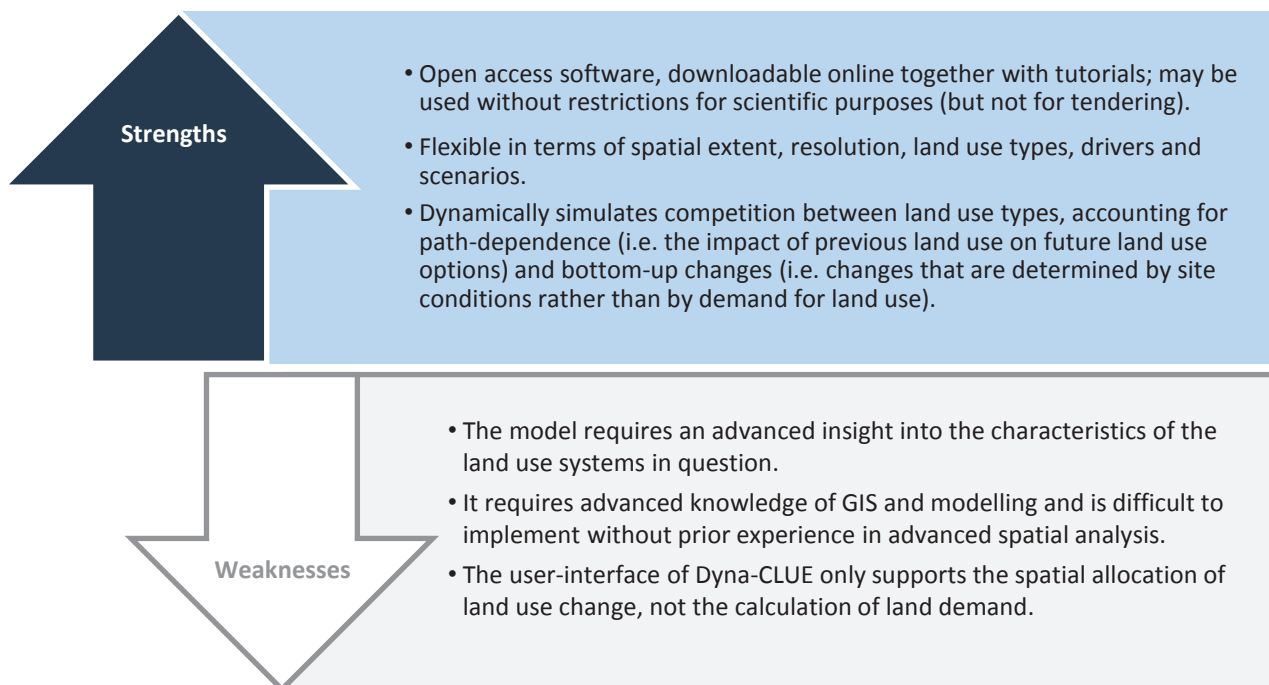 Strengths
• Open access software, downloadable online together with tutorials; may be
used without restrictions for scientific purposes (but not for tendering).
• Flexible in terms of spatial extent, resolution, land use types, drivers and
scenarios.
• Dynamically simulates competition between land use types, accounting for
path-dependence (i.e. the impact of previous land use on future land use
options) and bottom-up changes (i.e. changes that are determined by site
conditions rather than by demand for land use).
Weaknesses
• The model requires an advanced insight into the characteristics of the
land use systems in question.
• It requires advanced knowledge of GIS and modelling and is difficult to
implement without prior experience in advanced spatial analysis.
• The user-interface of Dyna-CLUE only supports the spatial allocation of
land use change, not the calculation of land demand.